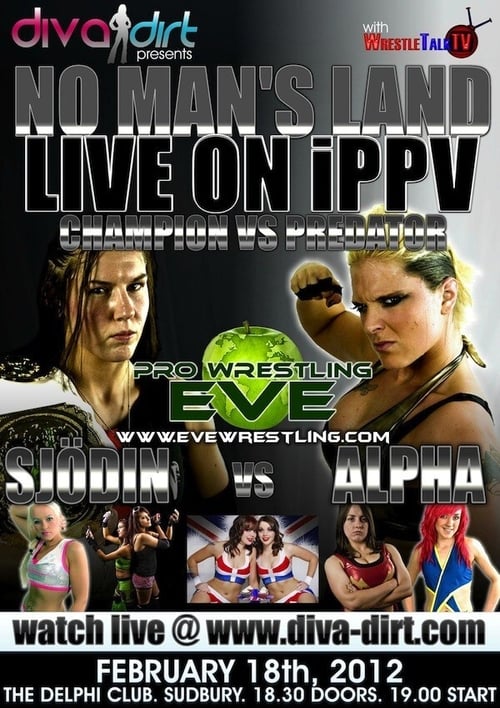 diva dirt
presents
with
WRESTLETALK TV
NO MAN'S LAND
LIVE ON iPPV
CHAMPION VS PREDATOR
PRO WRESTLING
EVE
WWW.EVEWRESTLING.COM
SJÖDIN VS ALPHA
watch live @ www.diva-dirt.com
FEBRUARY 18th, 2012
THE DELPHI CLUB. SUDBURY. 18.30 DOORS. 19.00 START